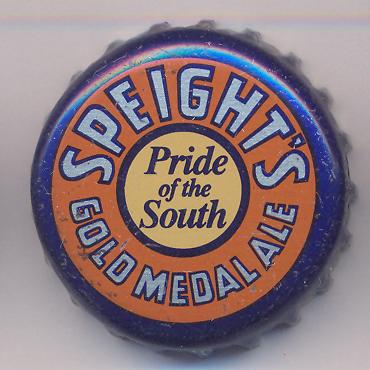 SPEIGHT'S
Pride
of the
South
GOLD MEDAL ALE